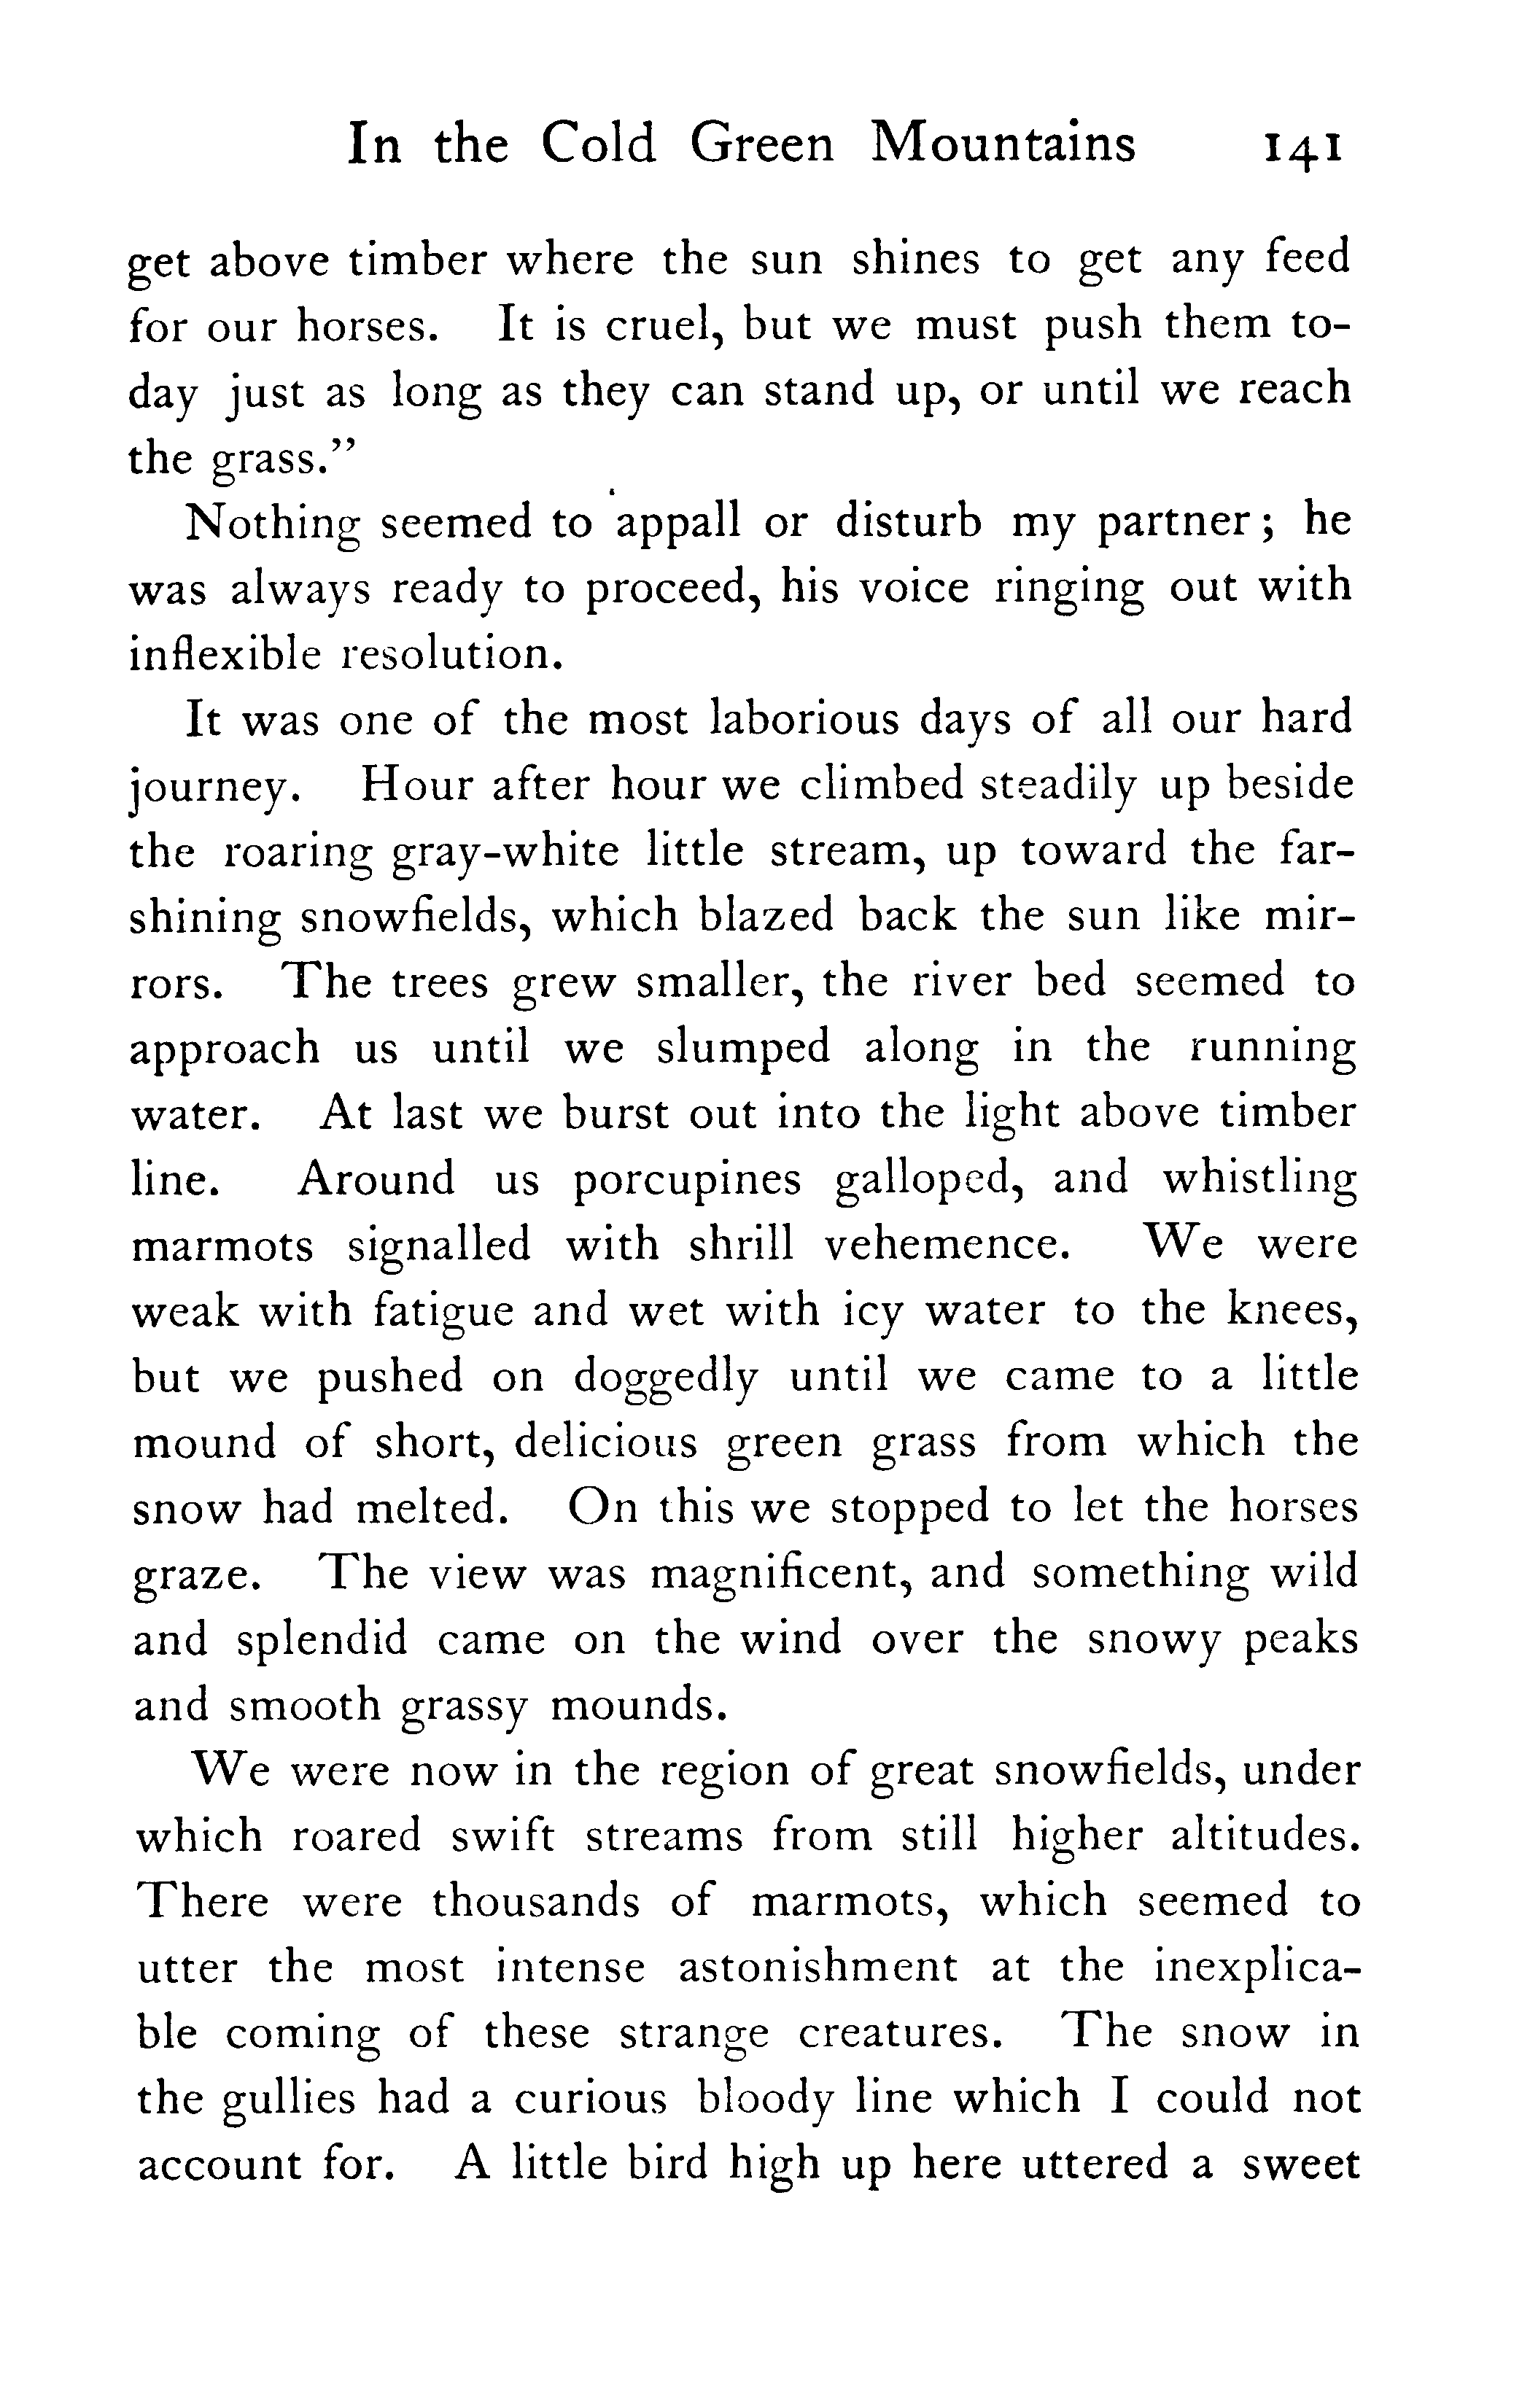 In the Cold Green Mountains 141
get above timber where the sun shines to get any feed
for our horses. It is cruel, but we must push them to-
day just as long as they can stand up, or until we reach
the grass."
Nothing seemed to appall or disturb my partner; he
was always ready to proceed, his voice ringing out with
inflexible resolution.
It was one of the most laborious days of all our hard
journey. Hour after hour we climbed steadily up beside
the roaring gray-white little stream, up toward the far-
shining snowfields, which blazed back the sun like mir-
rors. The trees grew smaller, the river bed seemed to
approach us until we slumped along in the running
water. At last we burst out into the light above timber
line. Around us porcupines galloped, and whistling
marmots signalled with shrill vehemence. We were
weak with fatigue and wet with icy water to the knees,
but we pushed on doggedly until we came to a little
mound of short, delicious green grass from which the
snow had melted. On this we stopped to let the horses
graze. The view was magnificent, and something wild
and splendid came on the wind over the snowy peaks
and smooth grassy mounds.
We were now in the region of great snowfields, under
which roared swift streams from still higher altitudes.
There were thousands of marmots, which seemed to
utter the most intense astonishment at the inexplica-
ble coming of these strange creatures. The snow in
the gullies had a curious bloody line which I could not
account for. A little bird high up here uttered a sweet